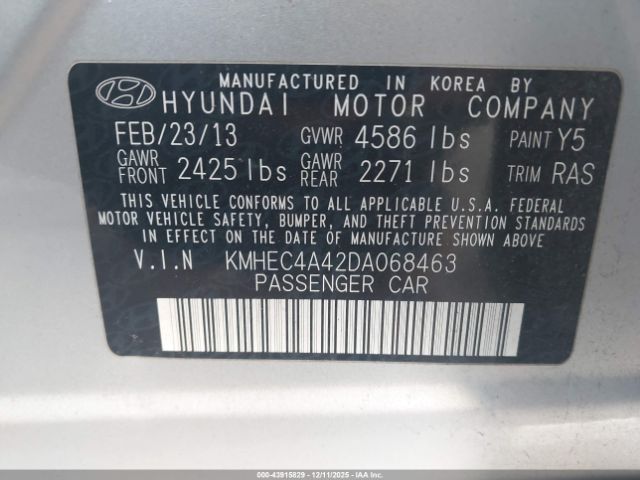 MANUFACTURED IN KOREA BY
HYUNDAI MOTOR COMPANY
FEB/23/13 GVWR 4586 lbs PAINT Y5
GAWR FRONT 2425 lbs GAWR REAR 2271 lbs TRIM RAS
THIS VEHICLE CONFORMS TO ALL APPLICABLE U.S.A. FEDERAL
MOTOR VEHICLE SAFETY, BUMPER, AND THEFT PREVENTION STANDARDS
IN EFFECT ON THE DATE OF MANUFACTURE SHOWN ABOVE
V.I.N KMHEC4A42DA068463
PASSENGER CAR
000-43915829 - 12/11/2025 - IAAI.COM